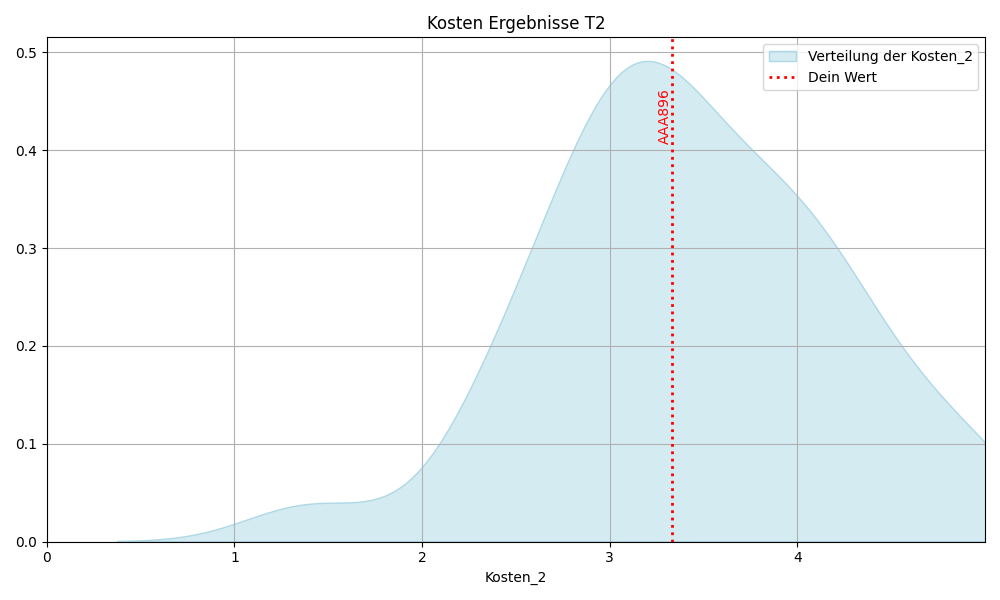 Kosten Ergebnisse T2
Verteilung der Kosten_2
Dein Wert
AAA896
0.5
0.4
0.3
0.2
0.1
0.0
0 1 2 3 4
Kosten_2